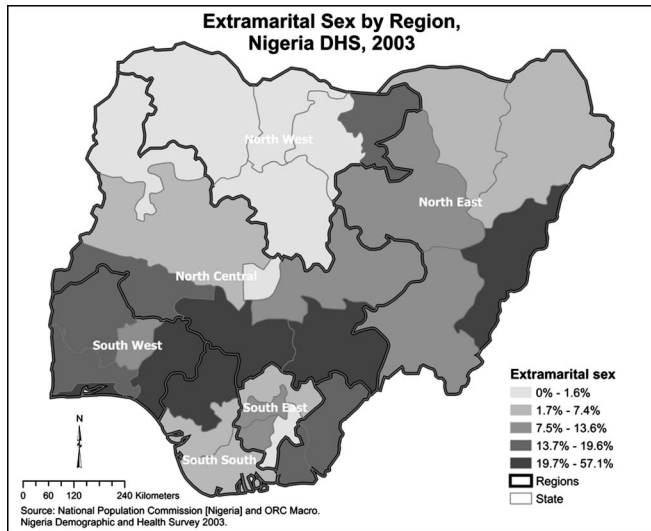 Extramarital Sex by Region,
Nigeria DHS, 2003
North West
North East
North Central
South West
South East
South South
Extramarital sex
0% - 1.6%
1.7% - 7.4%
7.5% - 13.6%
13.7% - 19.6%
19.7% - 57.1%
Regions
State
N
0 60 120 240 Kilometers
Source: National Population Commission [Nigeria] and ORC Macro.
Nigeria Demographic and Health Survey 2003.